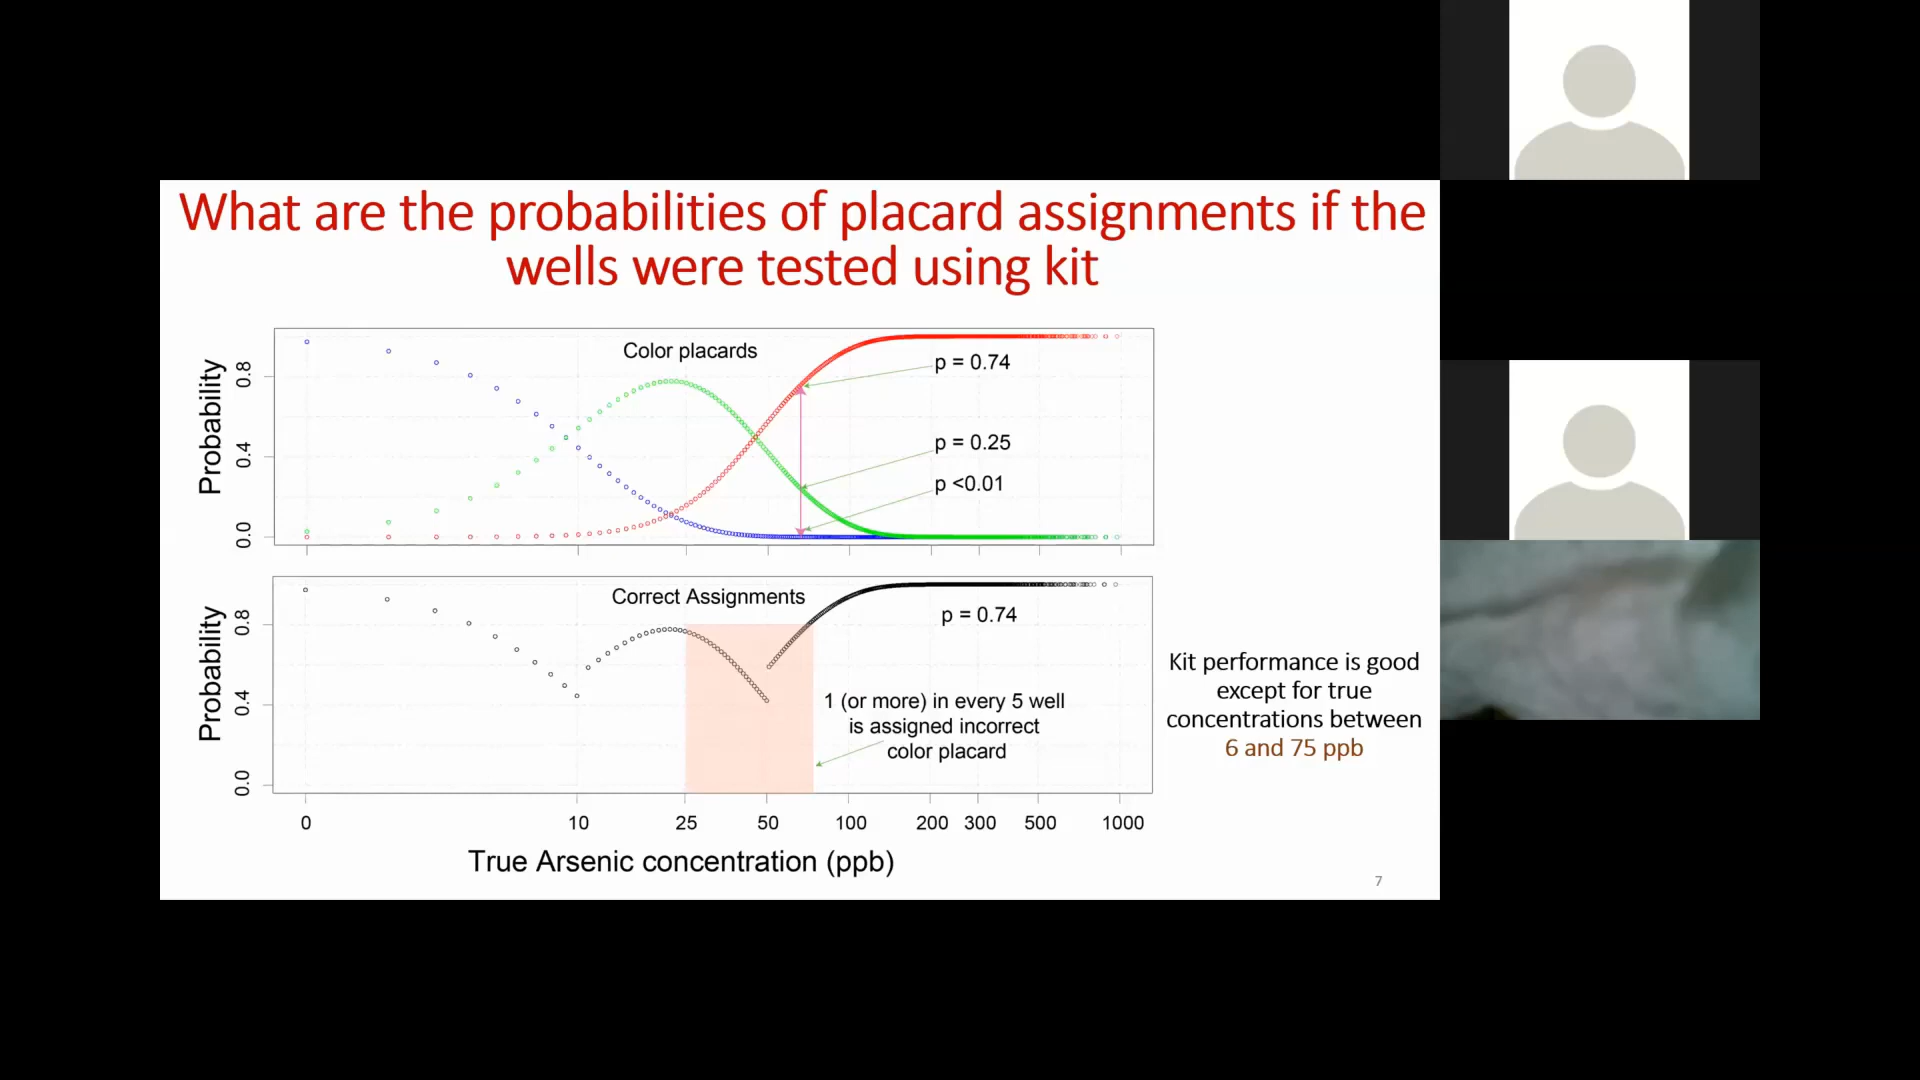 What are the probabilities of placard assignments if the
wells were tested using kit
Color placards
p = 0.74
p = 0.25
p <0.01
Probability
0.8
0.4
0.0
Correct Assignments
p = 0.74
1 (or more) in every 5 well
is assigned incorrect
color placard
Probability
0.8
0.4
0.0
0 10 25 50 100 200 300 500 1000
True Arsenic concentration (ppb)
Kit performance is good
except for true
concentrations between
6 and 75 ppb
7